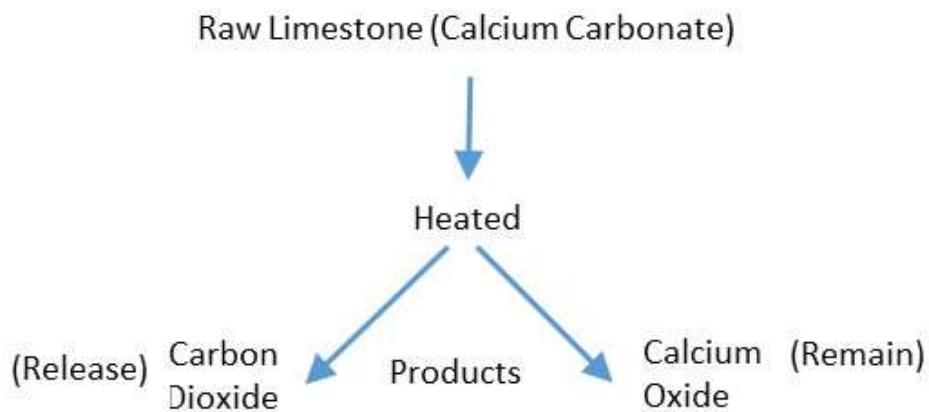 Raw Limestone (Calcium Carbonate)
Heated
(Release) Carbon Dioxide
Products
Calcium Oxide (Remain)